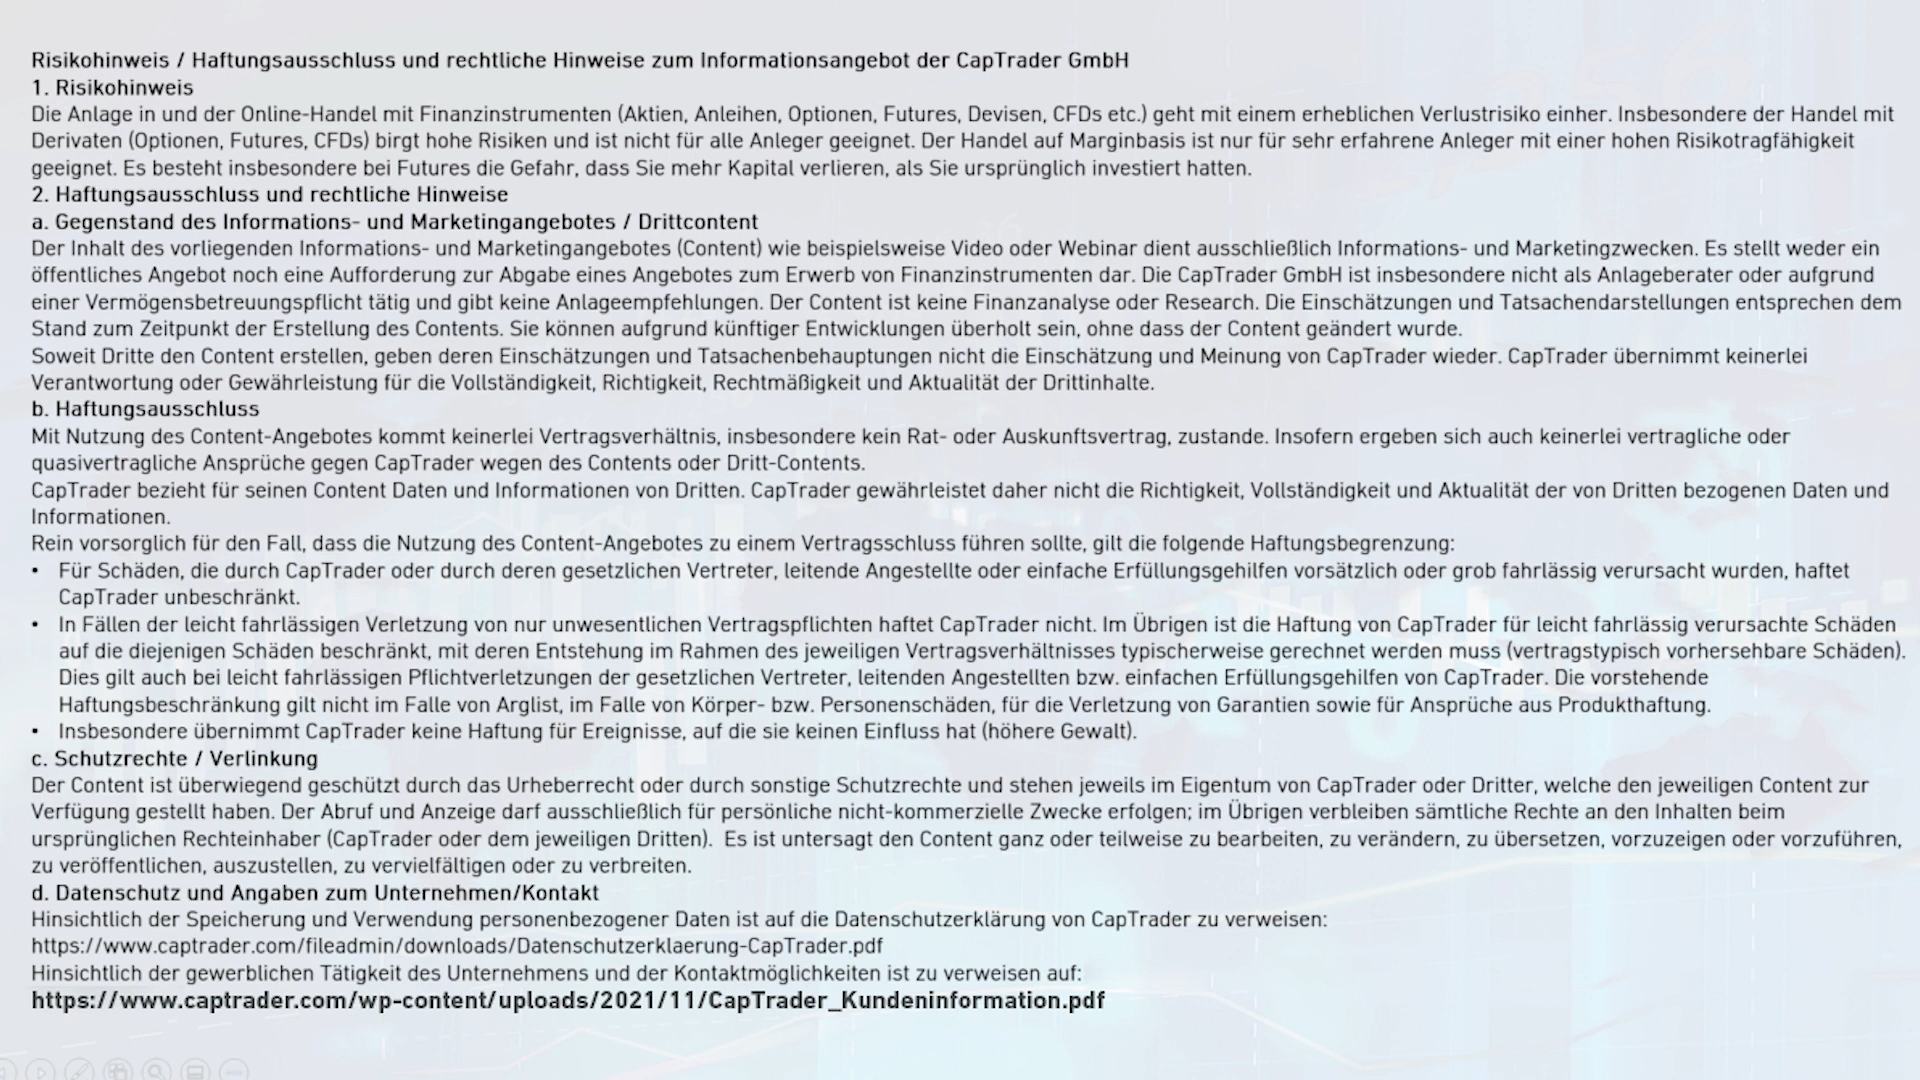 Risikohinweis / Haftungsausschluss und rechtliche Hinweise zum Informationsangebot der CapTrader GmbH
1. Risikohinweis
Die Anlage in und der Online-Handel mit Finanzinstrumenten (Aktien, Anleihen, Optionen, Futures, Devisen, CFDs etc.) geht mit einem erheblichen Verlustrisiko einher. Insbesondere der Handel mit
Derivaten (Optionen, Futures, CFDs) birgt hohe Risiken und ist nicht für alle Anleger geeignet. Der Handel auf Marginbasis ist nur für sehr erfahrene Anleger mit einer hohen Risikotragfähigkeit
geeignet. Es besteht insbesondere bei Futures die Gefahr, dass Sie mehr Kapital verlieren, als Sie ursprünglich investiert hatten.
2. Haftungsausschluss und rechtliche Hinweise
a. Gegenstand des Informations- und Marketingangebotes / Drittcontent
Der Inhalt des vorliegenden Informations- und Marketingangebotes (Content) wie beispielsweise Video oder Webinar dient ausschließlich Informations- und Marketingzwecken. Es stellt weder ein
öffentliches Angebot noch eine Aufforderung zur Abgabe eines Angebotes zum Erwerb von Finanzinstrumenten dar. Die CapTrader GmbH ist insbesondere nicht als Anlageberater oder aufgrund
einer Vermögensbetreuungspflicht tätig und gibt keine Anlageempfehlungen. Der Content ist keine Finanzanalyse oder Research. Die Einschätzungen und Tatsachendarstellungen entsprechen dem
Stand zum Zeitpunkt der Erstellung des Contents. Sie können aufgrund künftiger Entwicklungen überholt sein, ohne dass der Content geändert wurde.
Soweit Dritte den Content erstellen, geben deren Einschätzungen und Tatsachenbehauptungen nicht die Einschätzung und Meinung von CapTrader wieder. CapTrader übernimmt keinerlei
Verantwortung oder Gewährleistung für die Vollständigkeit, Richtigkeit, Rechtmäßigkeit und Aktualität der Drittinhalte.
b. Haftungsausschluss
Mit Nutzung des Content-Angebotes kommt keinerlei Vertragsverhältnis, insbesondere kein Rat- oder Auskunftsvertrag, zustande. Insofern ergeben sich auch keinerlei vertragliche oder
quasivertragliche Ansprüche gegen CapTrader wegen des Contents oder Dritt-Contents.
CapTrader bezieht für seinen Content Daten und Informationen von Dritten. CapTrader gewährleistet daher nicht die Richtigkeit, Vollständigkeit und Aktualität der von Dritten bezogenen Daten und
Informationen.
Rein vorsorglich für den Fall, dass die Nutzung des Content-Angebotes zu einem Vertragsschluss führen sollte, gilt die folgende Haftungsbegrenzung:
• Für Schäden, die durch CapTrader oder durch deren gesetzlichen Vertreter, leitende Angestellte oder einfache Erfüllungsgehilfen vorsätzlich oder grob fahrlässig verursacht wurden, haftet
CapTrader unbeschränkt.
• In Fällen der leicht fahrlässigen Verletzung von nur unwesentlichen Vertragspflichten haftet CapTrader nicht. Im Übrigen ist die Haftung von CapTrader für leicht fahrlässig verursachte Schäden
auf die diejenigen Schäden beschränkt, mit deren Entstehung im Rahmen des jeweiligen Vertragsverhältnisses typischerweise gerechnet werden muss (vertragstypisch vorhersehbare Schäden).
Dies gilt auch bei leicht fahrlässigen Pflichtverletzungen der gesetzlichen Vertreter, leitenden Angestellten bzw. einfachen Erfüllungsgehilfen von CapTrader. Die vorstehende
Haftungsbeschränkung gilt nicht im Falle von Arglist, im Falle von Körper- bzw. Personenschäden, für die Verletzung von Garantien sowie für Ansprüche aus Produkthaftung.
• Insbesondere übernimmt CapTrader keine Haftung für Ereignisse, auf die sie keinen Einfluss hat (höhere Gewalt).
c. Schutzrechte / Verlinkung
Der Content ist überwiegend geschützt durch das Urheberrecht oder durch sonstige Schutzrechte und stehen jeweils im Eigentum von CapTrader oder Dritter, welche den jeweiligen Content zur
Verfügung gestellt haben. Der Abruf und Anzeige darf ausschließlich für persönliche nicht-kommerzielle Zwecke erfolgen; im Übrigen verbleiben sämtliche Rechte an den Inhalten beim
ursprünglichen Rechteinhaber (CapTrader oder dem jeweiligen Dritten). Es ist untersagt den Content ganz oder teilweise zu bearbeiten, zu verändern, zu übersetzen, vorzuzeigen oder vorzuführen,
zu veröffentlichen, auszustellen, zu vervielfältigen oder zu verbreiten.
d. Datenschutz und Angaben zum Unternehmen/Kontakt
Hinsichtlich der Speicherung und Verwendung personenbezogener Daten ist auf die Datenschutzerklärung von CapTrader zu verweisen:
https://www.captrader.com/fileadmin/downloads/Datenschutzerklaerung-CapTrader.pdf
Hinsichtlich der gewerblichen Tätigkeit des Unternehmens und der Kontaktmöglichkeiten ist zu verweisen auf:
https://www.captrader.com/wp-content/uploads/2021/11/CapTrader_Kundeninformation.pdf